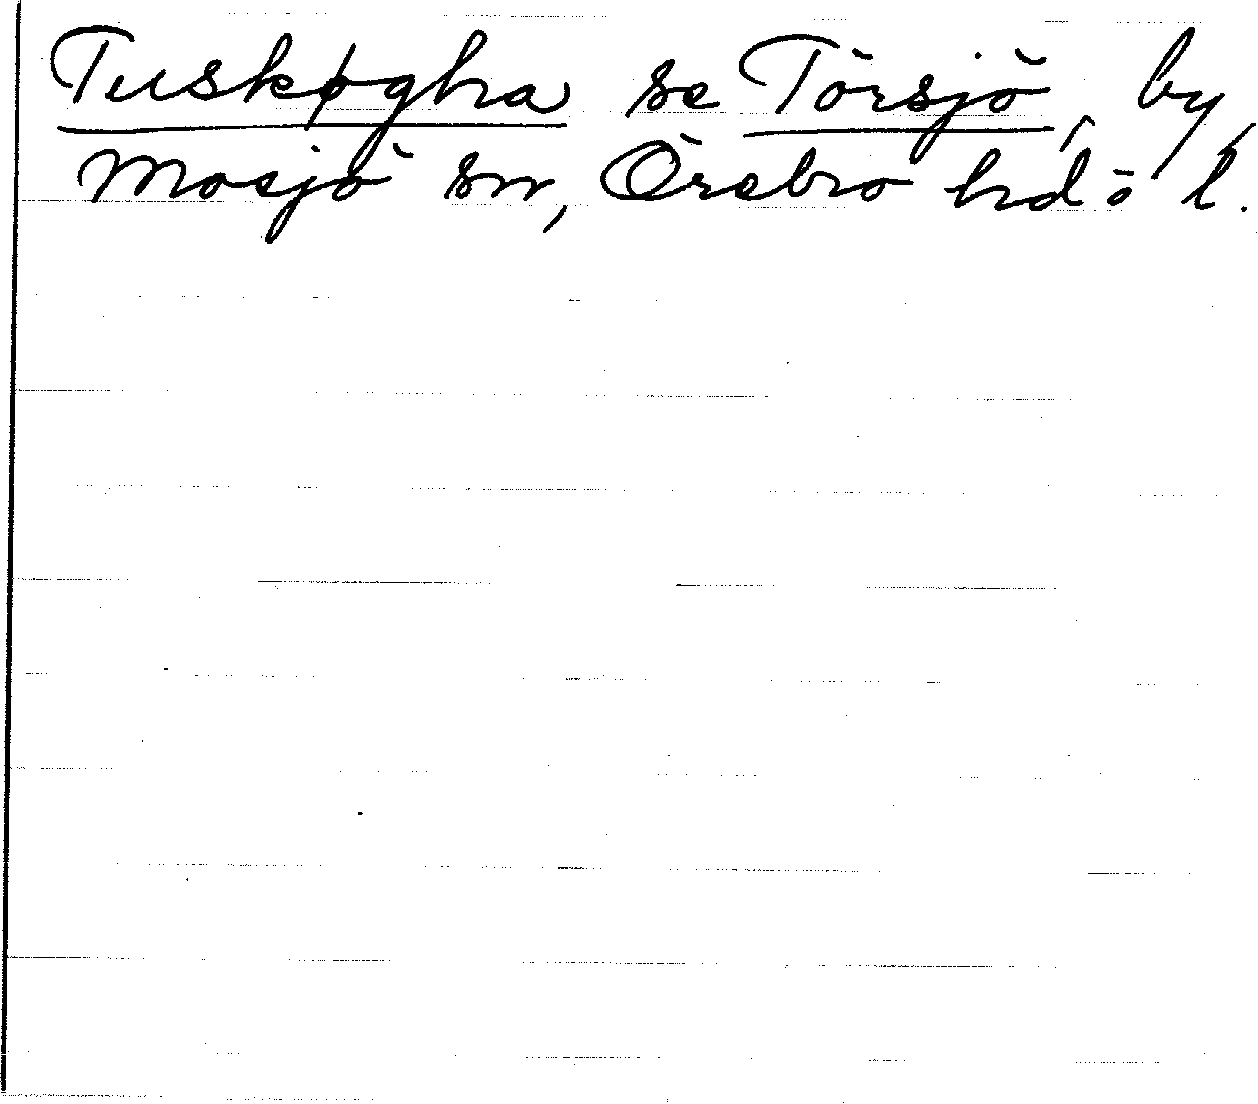 Tuskøgha se Törsjö, by,
Mosjö sn, Örebro hd o l.